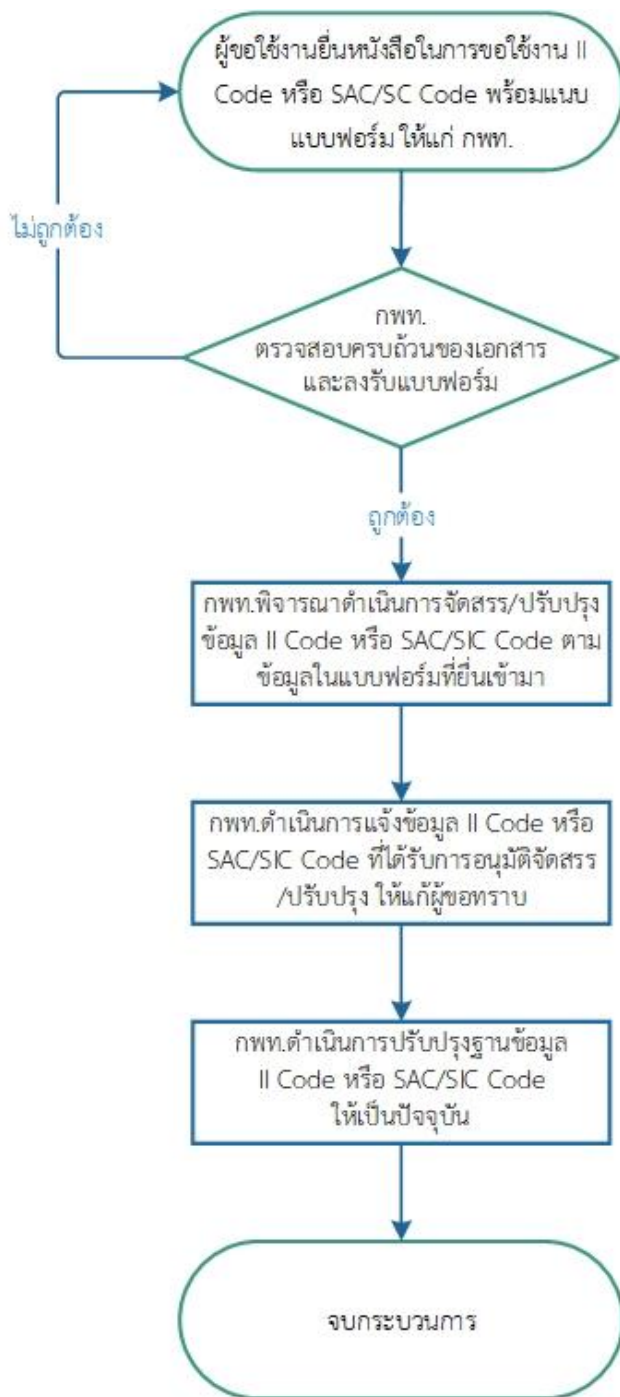 ผู้ขอใช้งานยื่นหนังสือในการขอใช้งาน II
Code หรือ SAC/SC Code พร้อมแนบ
แบบฟอร์ม ให้แก่ กพท.
ไม่ถูกต้อง
กพท.
ตรวจสอบครบถ้วนของเอกสาร
และลงรับแบบฟอร์ม
ถูกต้อง
กพท.พิจารณาดำเนินการจัดสรร/ปรับปรุง
ข้อมูล II Code หรือ SAC/SIC Code ตาม
ข้อมูลในแบบฟอร์มที่ยื่นเข้ามา
กพท.ดำเนินการแจ้งข้อมูล II Code หรือ
SAC/SIC Code ที่ได้รับการอนุมัติจัดสรร
/ปรับปรุง ให้แก้ผู้ขอทราบ
กพท.ดำเนินการปรับปรุงฐานข้อมูล
II Code หรือ SAC/SIC Code
ให้เป็นปัจจุบัน
จบกระบวนการ